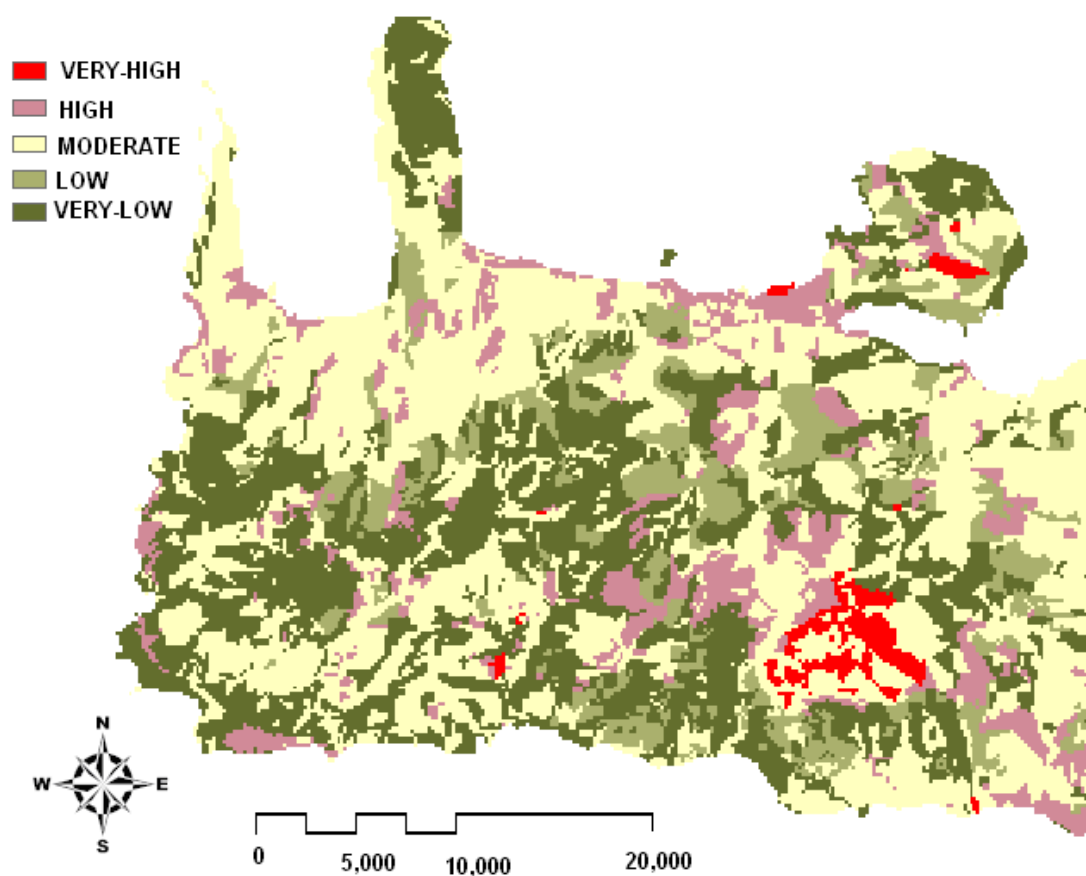 VERY-HIGH
HIGH
MODERATE
LOW
VERY-LOW
N
W E
S
0 5,000 10,000 20,000